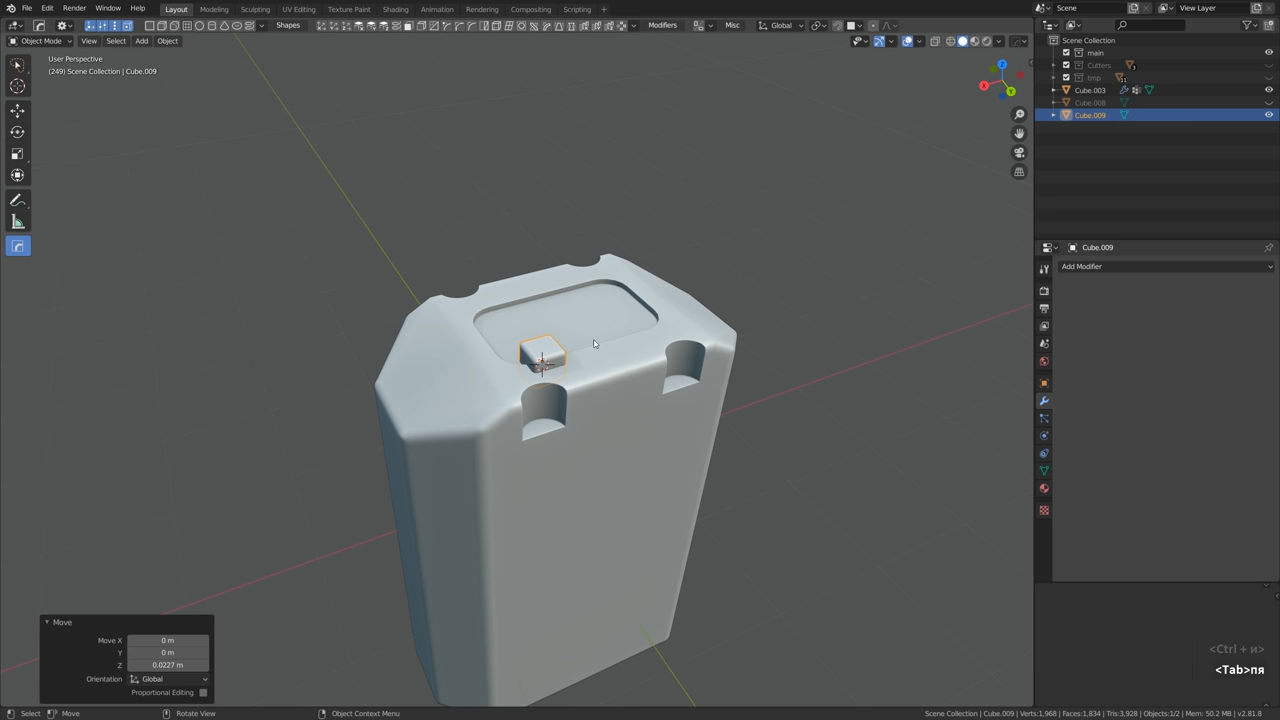 File Edit Render Window Help Layout Modeling Sculpting UV Editing Texture Paint Shading Animation Rendering Compositing Scripting + Scene View Layer
Shapes Modifiers Misc Global
Object Mode View Select Add Object
User Perspective
(249) Scene Collection | Cube.009
Z
X
Y
Scene Collection
main
Cutters 3
tmp 11
Cube.003
Cube.008
Cube.009
Cube.009
Add Modifier
Move
Move X 0 m
Y 0 m
Z 0.0227 m
Orientation Global
Proportional Editing
<Ctrl + и>
<Tab>пя
Select Move Rotate View Object Context Menu Scene Collection | Cube.009 | Verts:1,968 | Faces:1,834 | Tris:3,928 | Objects:1/2 | Mem: 50.2 MB | v2.81.8